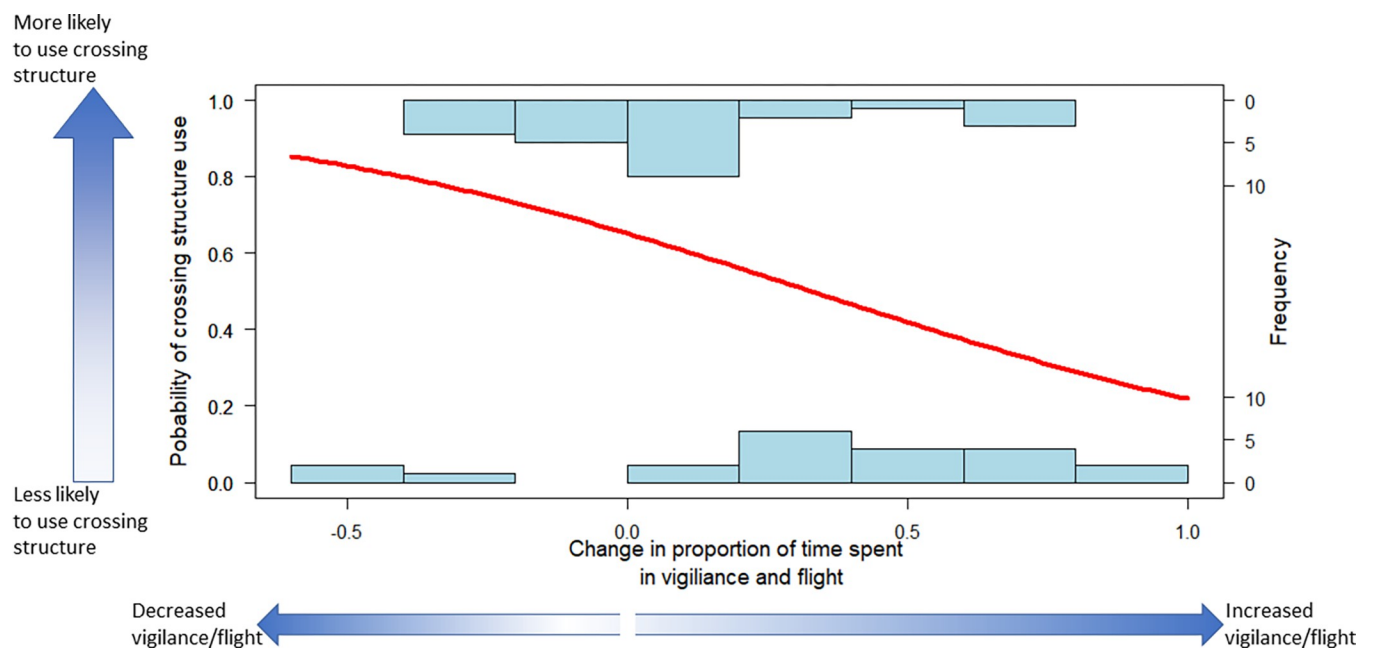 More likely
to use crossing
structure
Pobability of crossing structure use
1.0
0.8
0.6
0.4
0.2
0.0
0
5
10
Frequency
10
5
0
Less likely
to use crossing
structure
-0.5
0.0
0.5
1.0
Change in proportion of time spent
in vigiliance and flight
Decreased
vigilance/flight
Increased
vigilance/flight